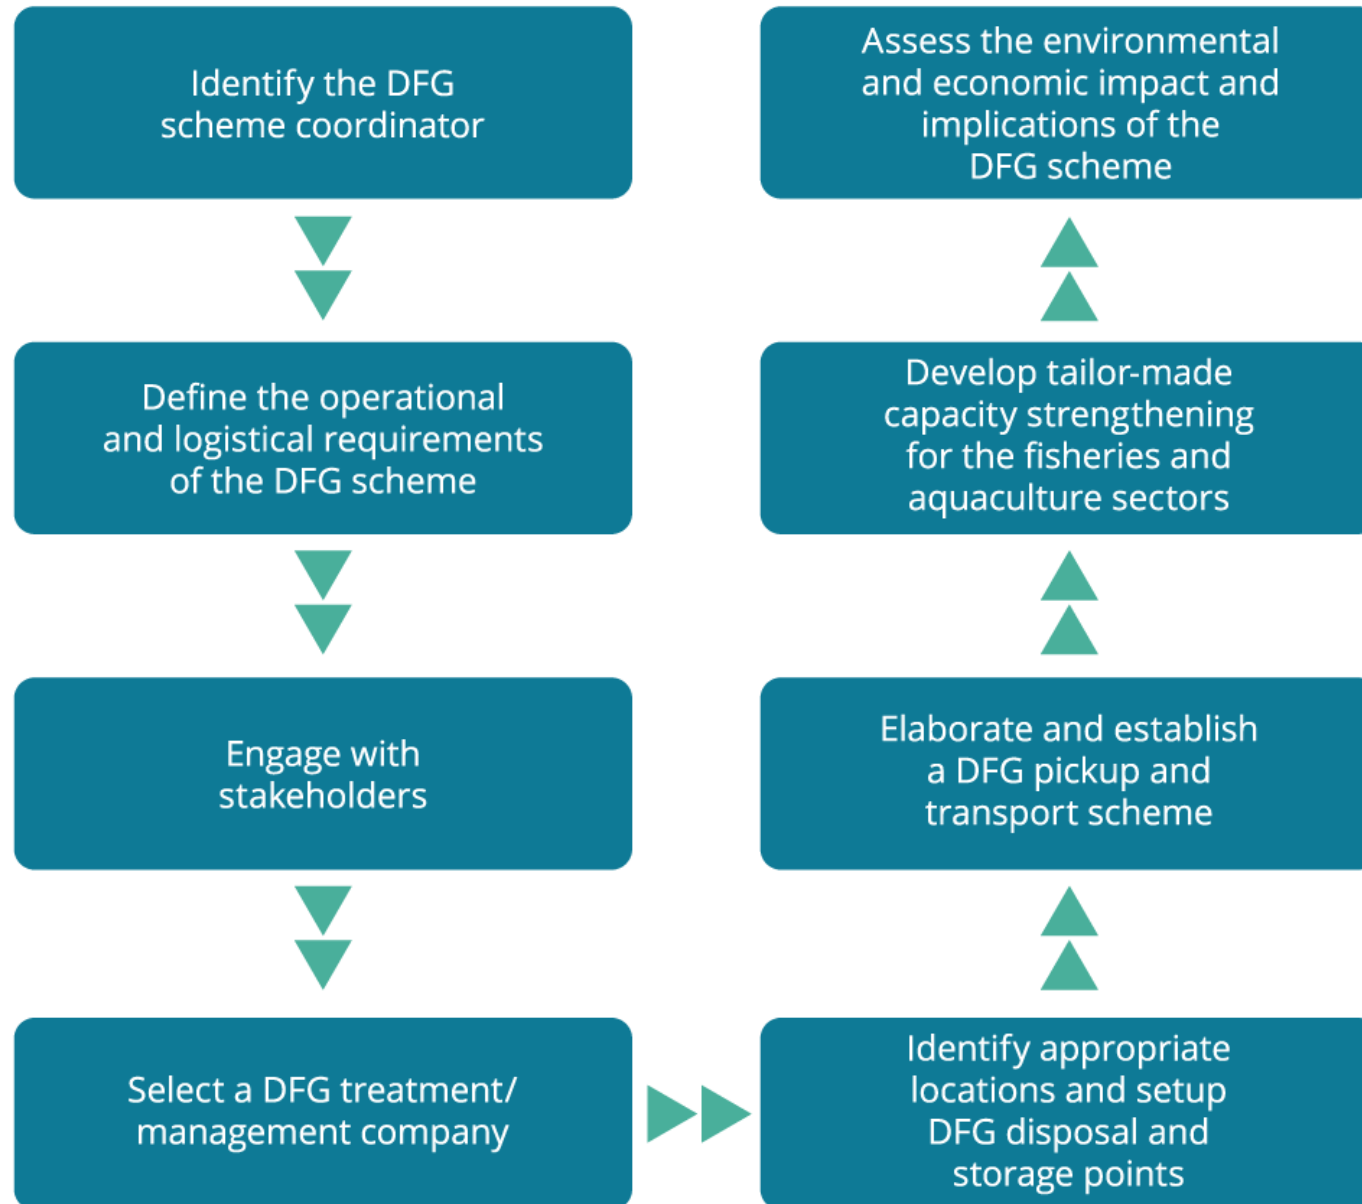 Identify the DFG
scheme coordinator
Define the operational
and logistical requirements
of the DFG scheme
Engage with
stakeholders
Select a DFG treatment/
management company
Identify appropriate
locations and setup
DFG disposal and
storage points
Elaborate and establish
a DFG pickup and
transport scheme
Develop tailor-made
capacity strengthening
for the fisheries and
aquaculture sectors
Assess the environmental
and economic impact and
implications of the
DFG scheme